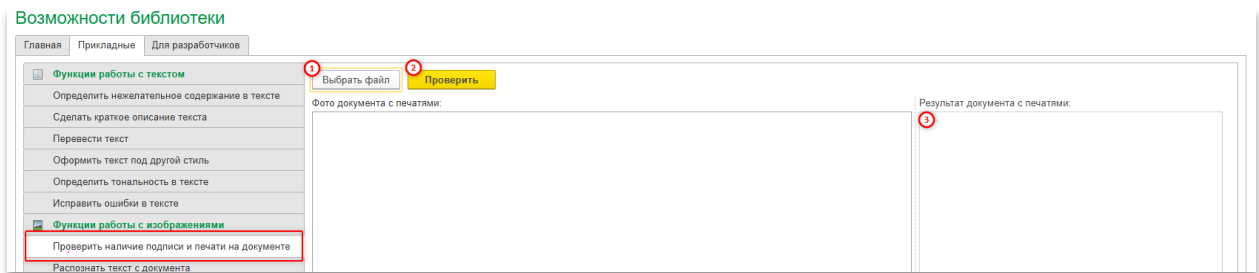 Возможности библиотеки
Главная Прикладные Для разработчиков
Функции работы с текстом
Определить нежелательное содержание в тексте
Сделать краткое описание текста
Перевести текст
Оформить текст под другой стиль
Определить тональность в тексте
Исправить ошибки в тексте
Функции работы с изображениями
Проверить наличие подписи и печати на документе
Распознать текст с документа
1 Выбрать файл 2 Проверить
Фото документа с печатями: Результат документа с печатями:
3